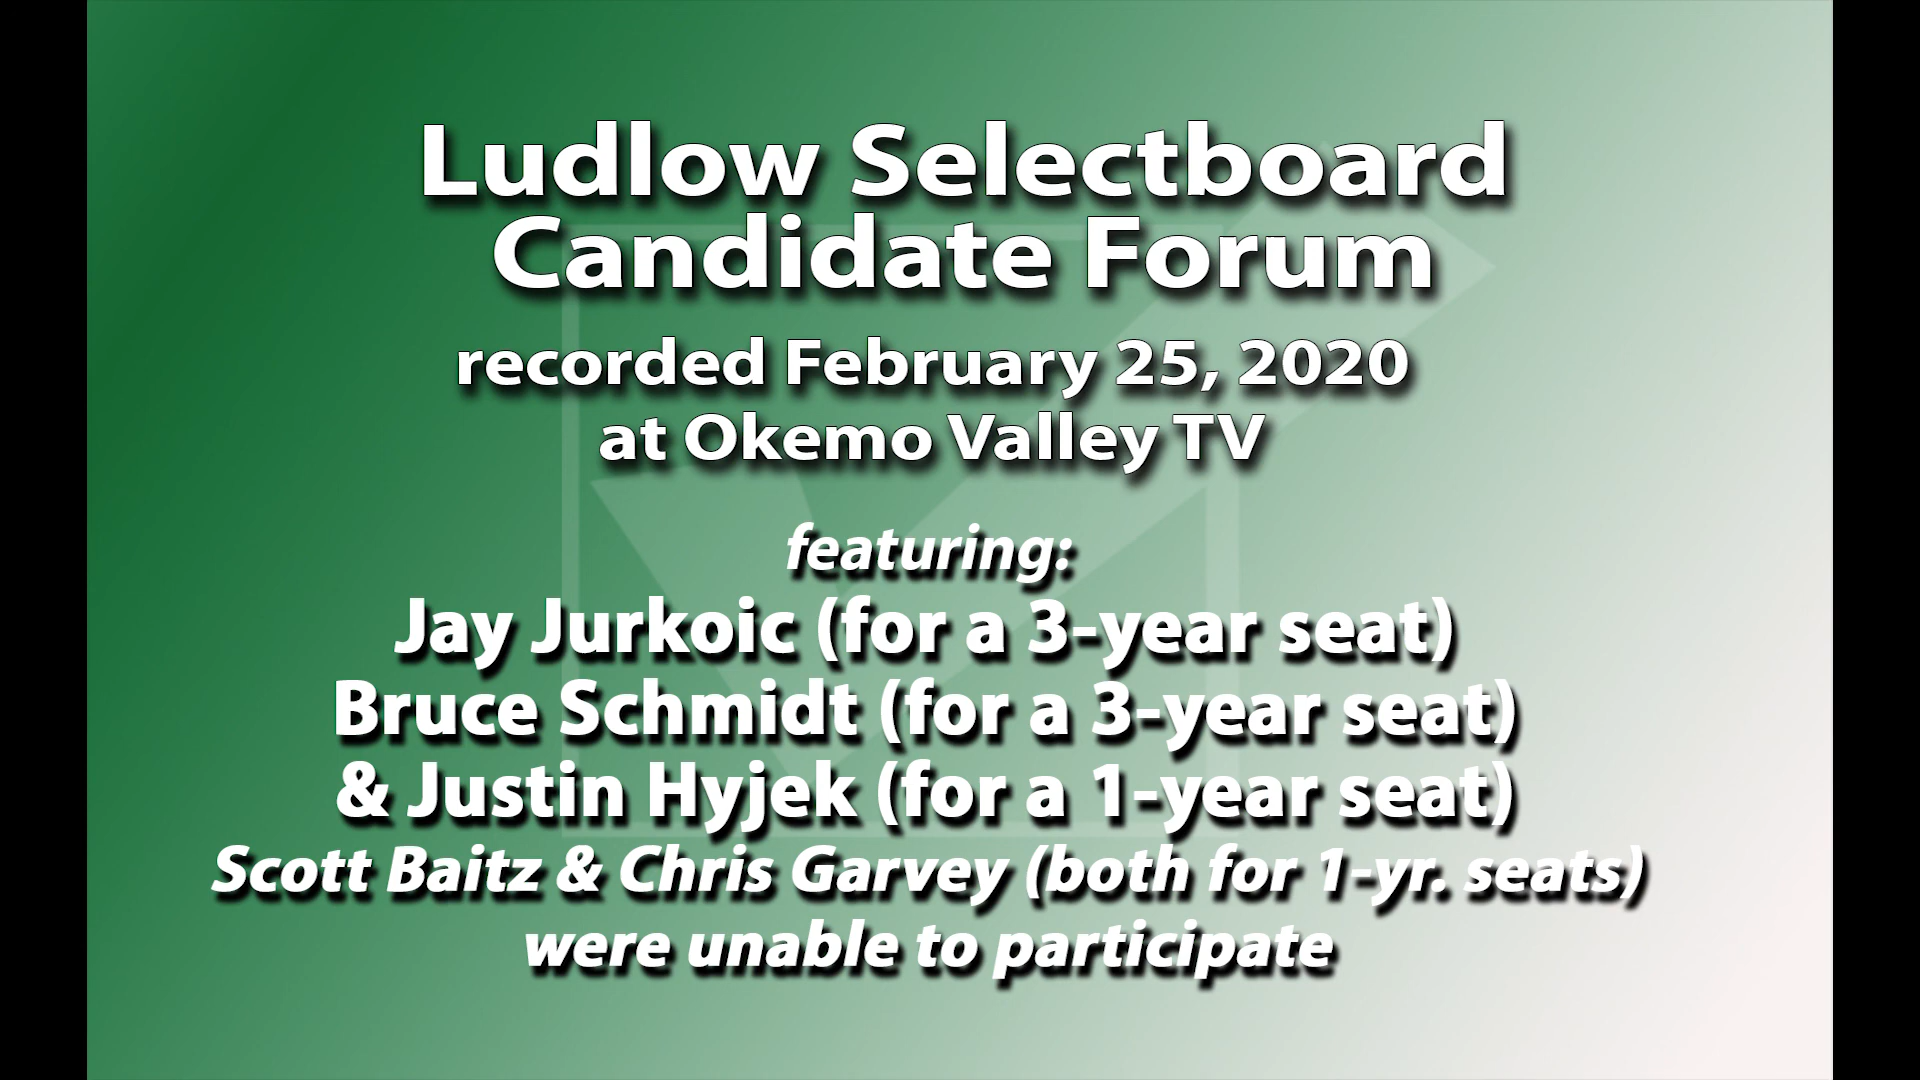 Ludlow Selectboard
Candidate Forum
recorded February 25, 2020
at Okemo Valley TV
featuring:
Jay Jurkoic (for a 3-year seat)
Bruce Schmidt (for a 3-year seat)
& Justin Hyjek (for a 1-year seat)
Scott Baitz & Chris Garvey (both for 1-yr. seats)
were unable to participate